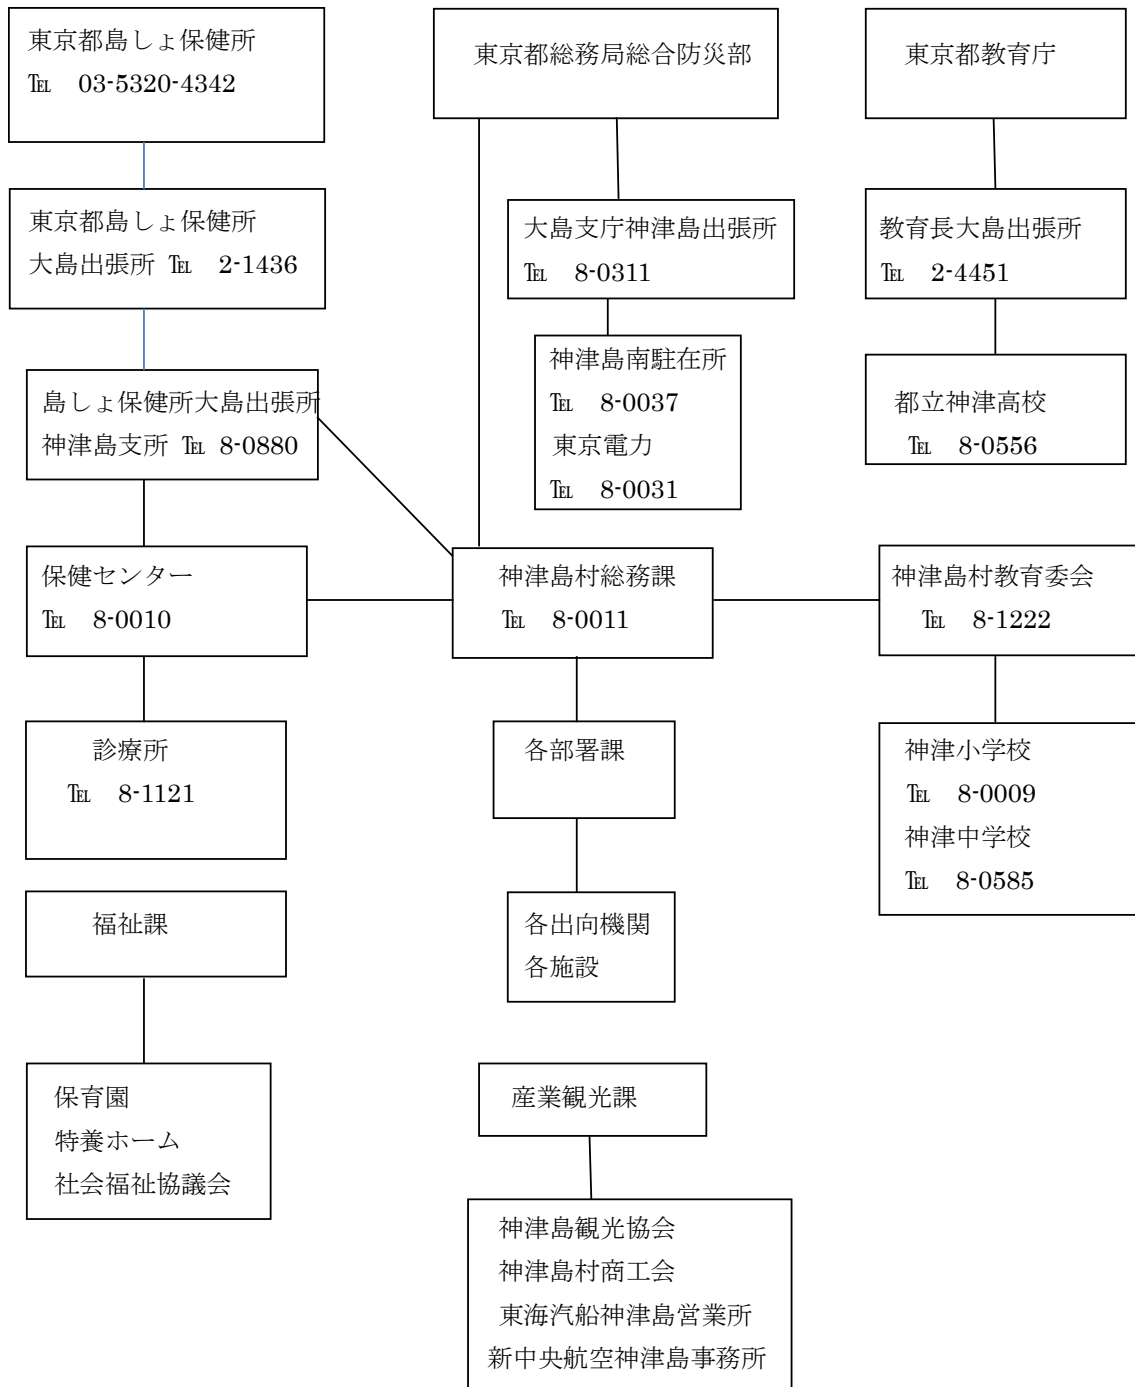 東京都島しょ保健所
℡ 03-5320-4342
東京都総務局総合防災部
東京都教育庁
東京都島しょ保健所
大島出張所 ℡ 2-1436
大島支庁神津島出張所
℡ 8-0311
教育長大島出張所
℡ 2-4451
神津島南駐在所
℡ 8-0037
東京電力
℡ 8-0031
島しょ保健所大島出張所
神津島支所 ℡ 8-0880
都立神津高校
℡ 8-0556
保健センター
℡ 8-0010
神津島村総務課
℡ 8-0011
神津島村教育委会
℡ 8-1222
診療所
℡ 8-1121
各部署課
神津小学校
℡ 8-0009
神津中学校
℡ 8-0585
福祉課
各出向機関
各施設
保育園
特養ホーム
社会福祉協議会
産業観光課
神津島観光協会
神津島村商工会
東海汽船神津島営業所
新中央航空神津島事務所